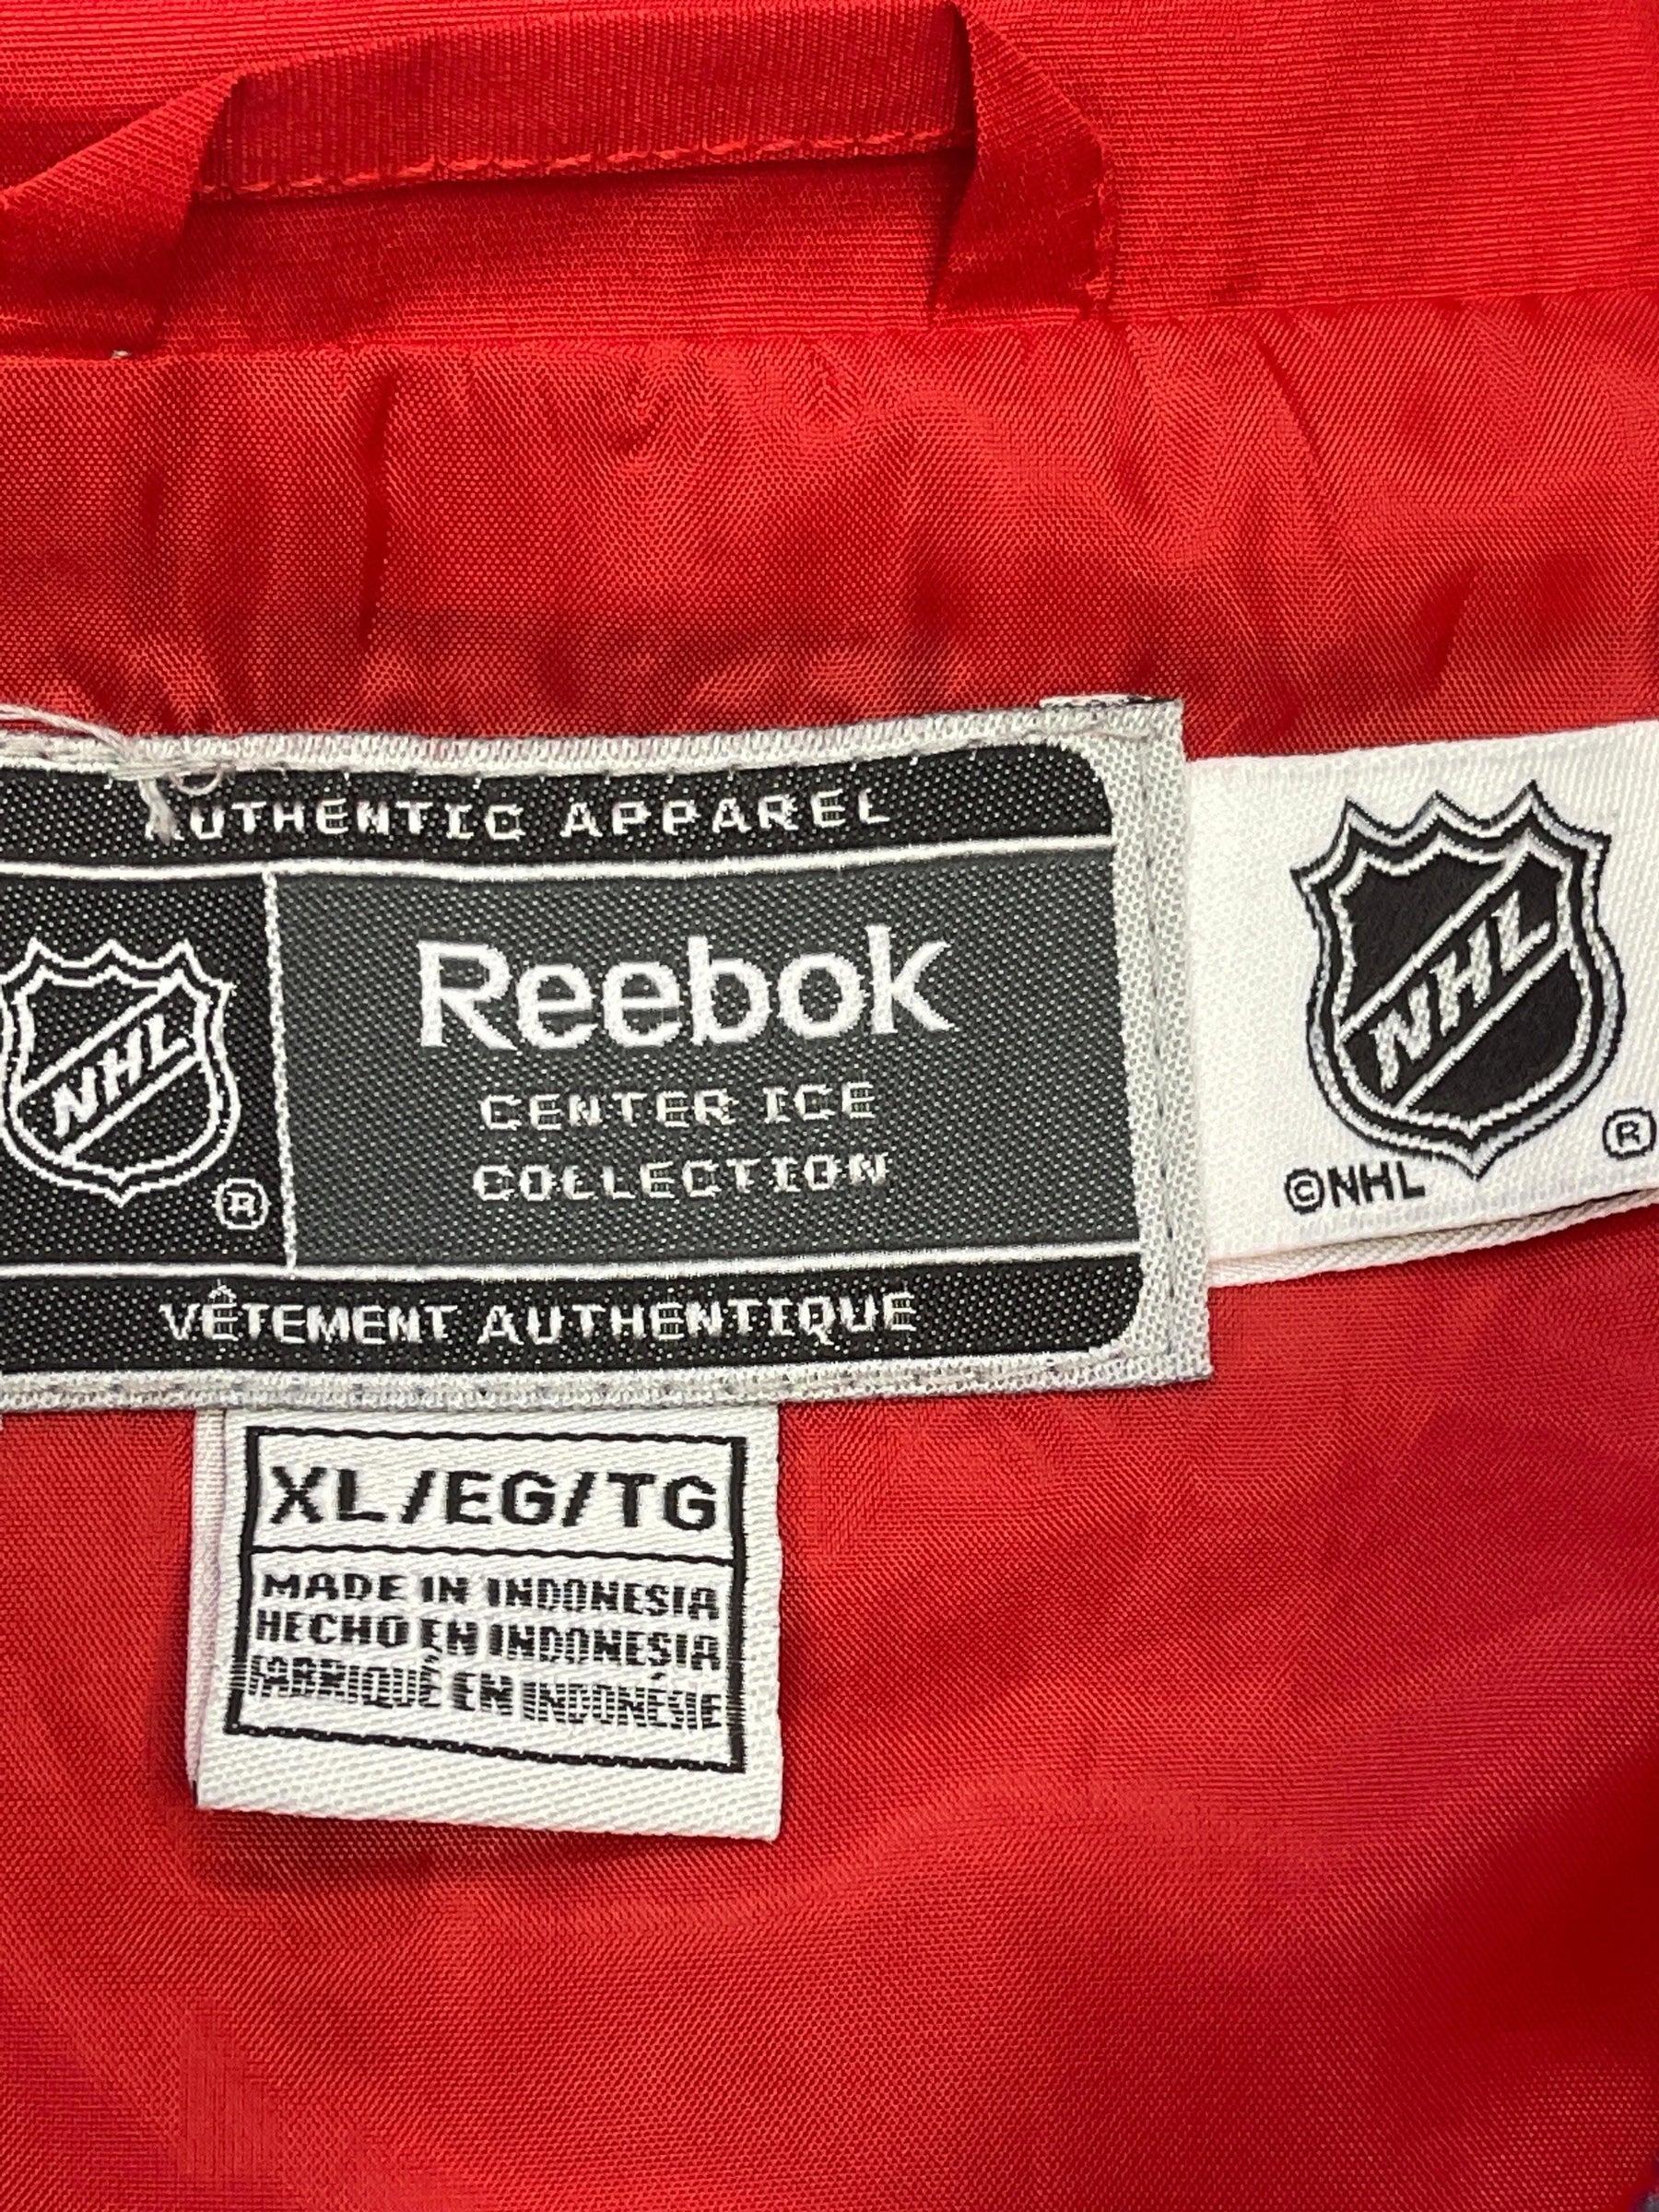 AUTHENTIC APPAREL
NHL
®
Reebok
CENTER ICE
COLLECTION
VÊTEMENT AUTHENTIQUE
NHL
®
©NHL
XL/EG/TG
MADE IN INDONESIA
HECHO EN INDONESIA
FABRIQUÉ EN INDONÉSIE